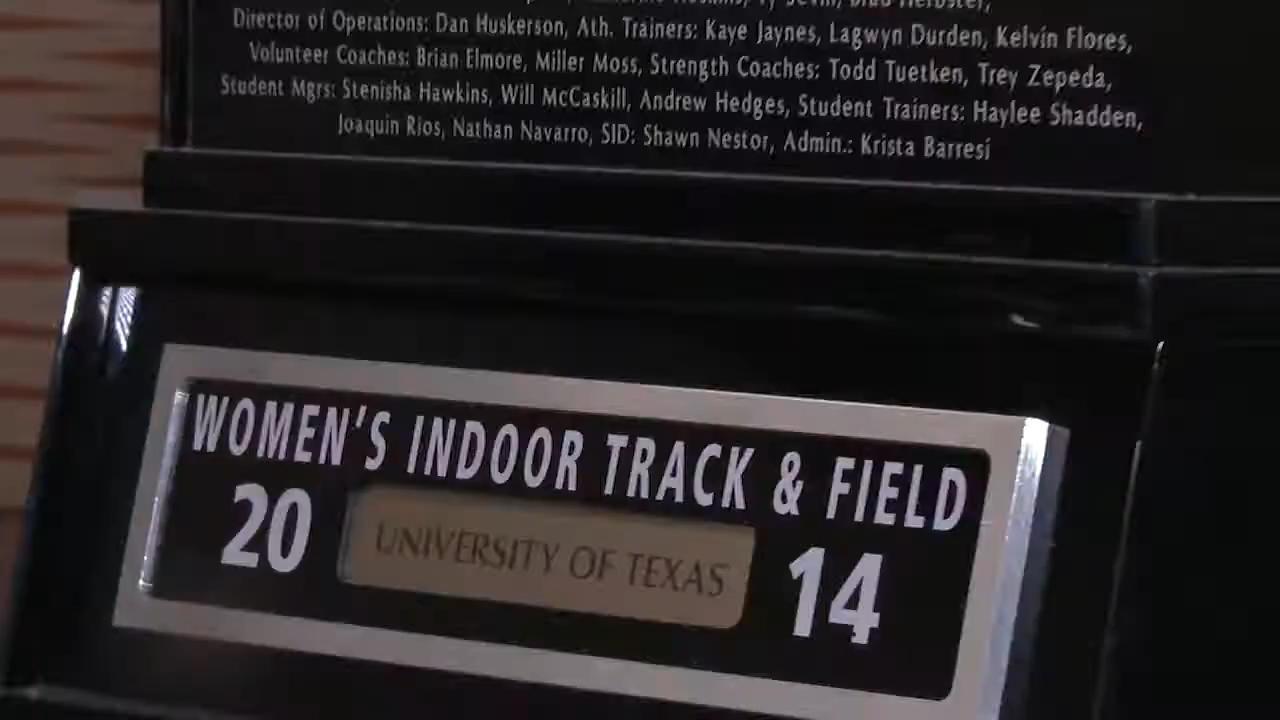 Director of Operations: Dan Huskerson, Ath. Trainers: Kaye Jaynes, Lagwyn Durden, Kelvin Flores,
Volunteer Coaches: Brian Elmore, Miller Moss, Strength Coaches: Todd Tuetken, Trey Zepeda,
Student Mgrs: Stenisha Hawkins, Will McCaskill, Andrew Hedges, Student Trainers: Haylee Shadden,
Joaquin Rios, Nathan Navarro, SID: Shawn Nestor, Admin.: Krista Barresi
WOMEN'S INDOOR TRACK & FIELD
20 UNIVERSITY OF TEXAS 14